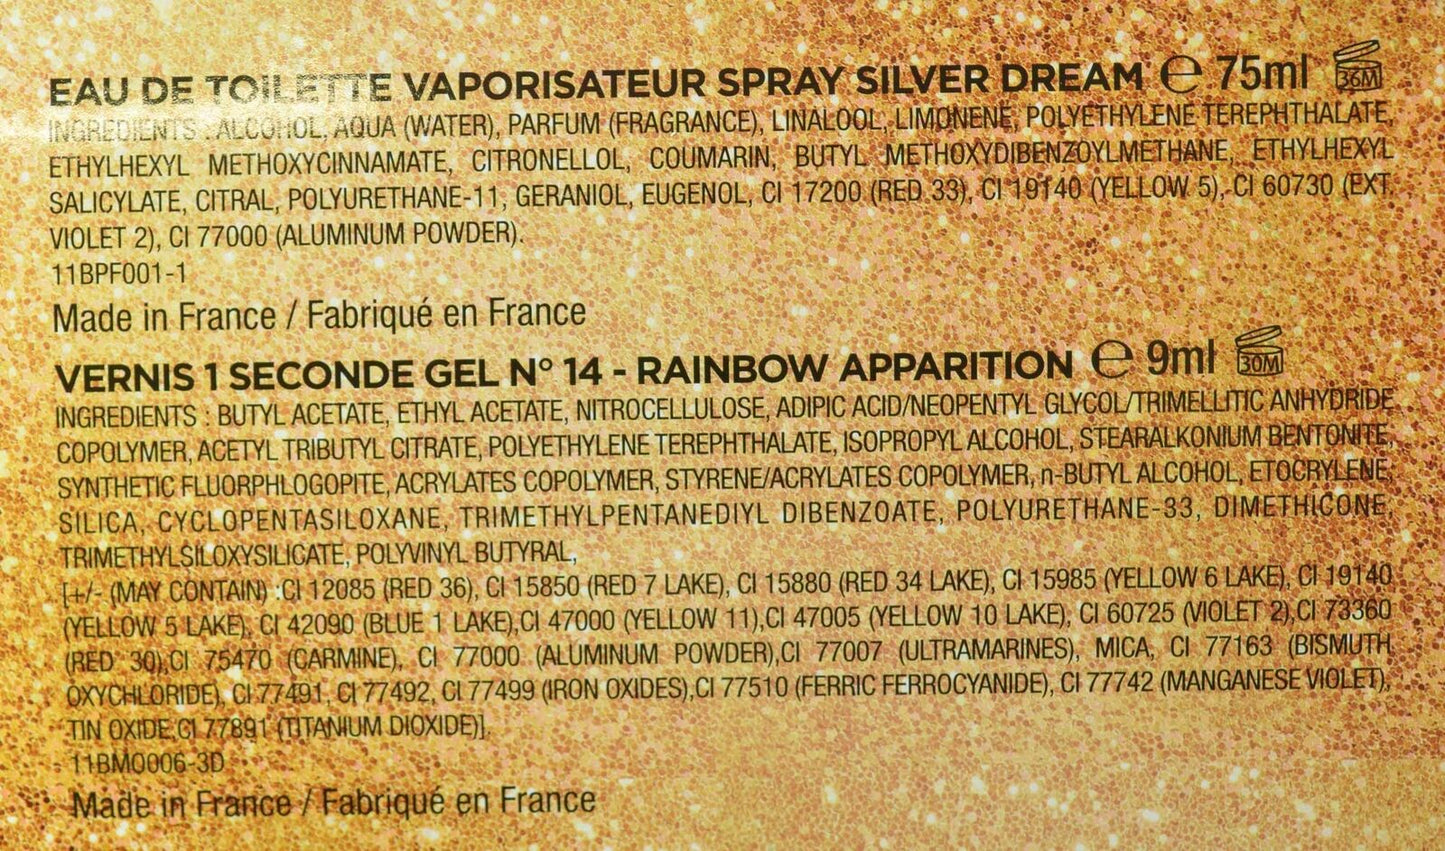 EAU DE TOILETTE VAPORISATEUR SPRAY SILVER DREAM ℮ 75ml 36M
INGREDIENTS : ALCOHOL, AQUA (WATER), PARFUM (FRAGRANCE), LINALOOL, LIMONENE, POLYETHYLENE TEREPHTHALATE,
ETHYLHEXYL METHOXYCINNAMATE, CITRONELLOL, COUMARIN, BUTYL METHOXYDIBENZOYLMETHANE, ETHYLHEXYL
SALICYLATE, CITRAL, POLYURETHANE-11, GERANIOL, EUGENOL, CI 17200 (RED 33), CI 19140 (YELLOW 5), CI 60730 (EXT.
VIOLET 2), CI 77000 (ALUMINUM POWDER).
11BPF001-1
Made in France / Fabriqué en France
VERNIS 1 SECONDE GEL N° 14 - RAINBOW APPARITION ℮ 9ml 30M
INGREDIENTS : BUTYL ACETATE, ETHYL ACETATE, NITROCELLULOSE, ADIPIC ACID/NEOPENTYL GLYCOL/TRIMELLITIC ANHYDRIDE
COPOLYMER, ACETYL TRIBUTYL CITRATE, POLYETHYLENE TEREPHTHALATE, ISOPROPYL ALCOHOL, STEARALKONIUM BENTONITE,
SYNTHETIC FLUORPHLOGOPITE, ACRYLATES COPOLYMER, STYRENE/ACRYLATES COPOLYMER, n-BUTYL ALCOHOL, ETOCRYLENE,
SILICA, CYCLOPENTASILOXANE, TRIMETHYLPENTANEDIYL DIBENZOATE, POLYURETHANE-33, DIMETHICONE,
TRIMETHYLSILOXYSILICATE, POLYVINYL BUTYRAL,
[+/- (MAY CONTAIN) :CI 12085 (RED 36), CI 15850 (RED 7 LAKE), CI 15880 (RED 34 LAKE), CI 15985 (YELLOW 6 LAKE), CI 19140
(YELLOW 5 LAKE), CI 42090 (BLUE 1 LAKE),CI 47000 (YELLOW 11),CI 47005 (YELLOW 10 LAKE), CI 60725 (VIOLET 2),CI 73360
(RED 30),CI 75470 (CARMINE), CI 77000 (ALUMINUM POWDER),CI 77007 (ULTRAMARINES), MICA, CI 77163 (BISMUTH
OXYCHLORIDE), CI 77491, CI 77492, CI 77499 (IRON OXIDES),CI 77510 (FERRIC FERROCYANIDE), CI 77742 (MANGANESE VIOLET),
TIN OXIDE,CI 77891 (TITANIUM DIOXIDE)].
11BMO006-3D
Made in France / Fabriqué en France